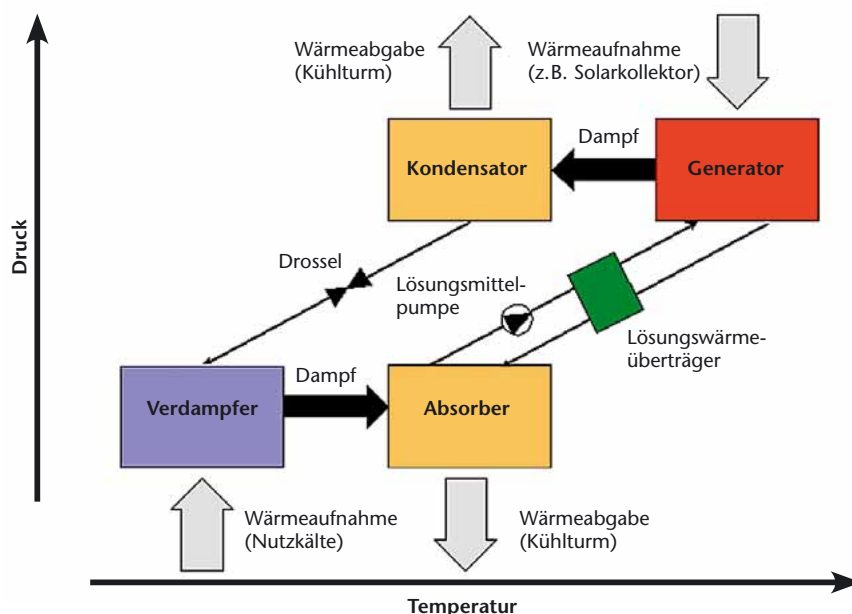 Wärmeabgabe
(Kühlturm)
Wärmeaufnahme
(z.B. Solarkollektor)
Kondensator
Dampf
Generator
Druck
Drossel
Lösungsmittel-
pumpe
Lösungswärme-
überträger
Verdampfer
Dampf
Absorber
Wärmeaufnahme
(Nutzkälte)
Wärmeabgabe
(Kühlturm)
Temperatur